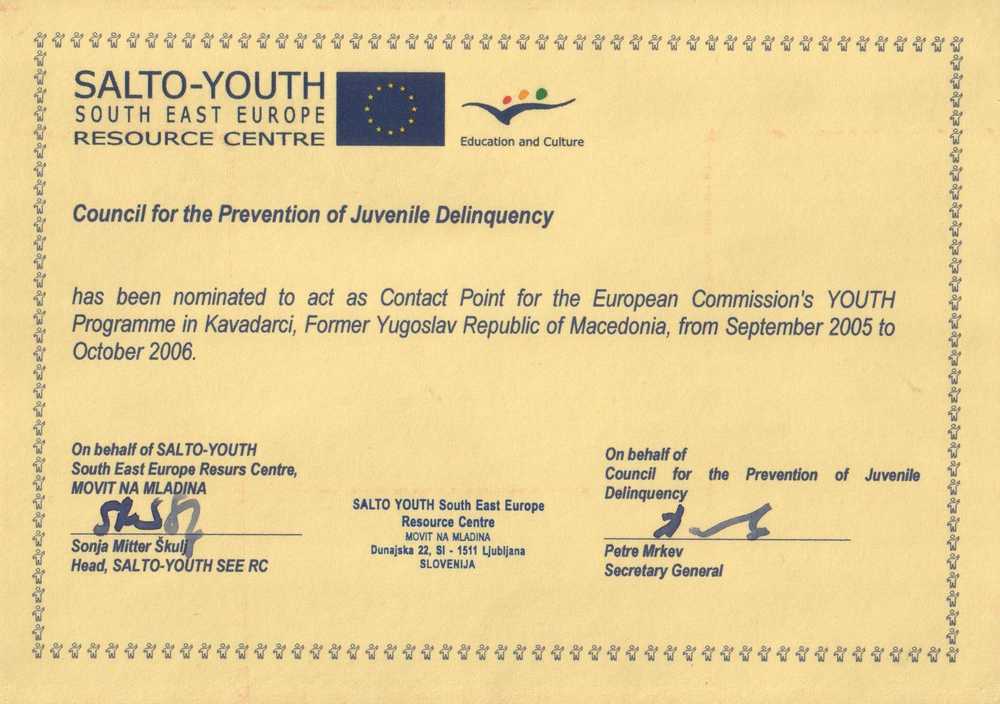 SALTO-YOUTH
SOUTH EAST EUROPE
RESOURCE CENTRE
Education and Culture
Council for the Prevention of Juvenile Delinquency
has been nominated to act as Contact Point for the European Commission's YOUTH
Programme in Kavadarci, Former Yugoslav Republic of Macedonia, from September 2005 to
October 2006.
On behalf of SALTO-YOUTH
South East Europe Resurs Centre,
MOVIT NA MLADINA
Sonja Mitter Škulj
Head, SALTO-YOUTH SEE RC
SALTO YOUTH South East Europe
Resource Centre
MOVIT NA MLADINA
Dunajska 22, SI - 1511 Ljubljana
SLOVENIJA
On behalf of
Council for the Prevention of Juvenile
Delinquency
Petre Mrkev
Secretary General